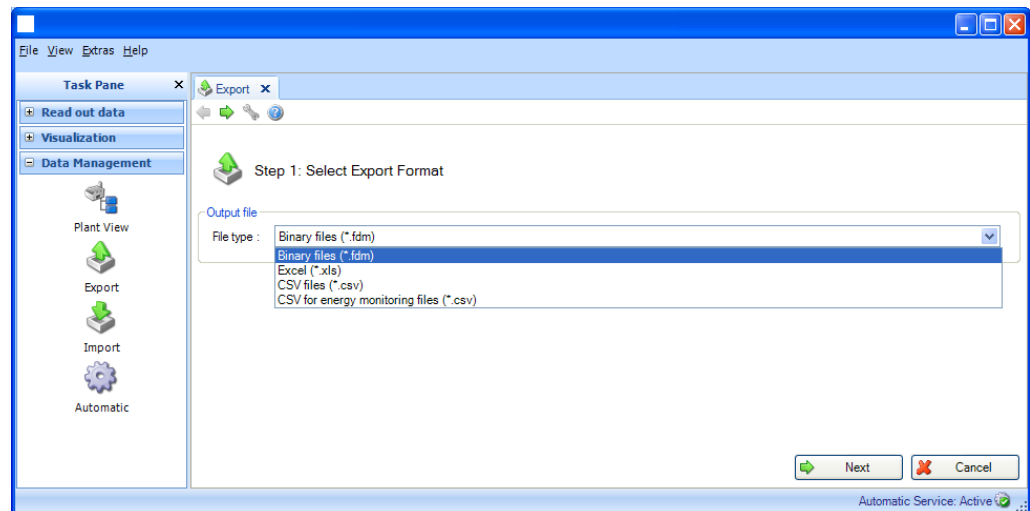 File View Extras Help
Task Pane
Export
Read out data
Visualization
Data Management
Plant View
Export
Import
Automatic
Step 1: Select Export Format
Output file
File type : Binary files (*.fdm)
Binary files (*.fdm)
Excel (*.xls)
CSV files (*.csv)
CSV for energy monitoring files (*.csv)
Next Cancel
Automatic Service: Active